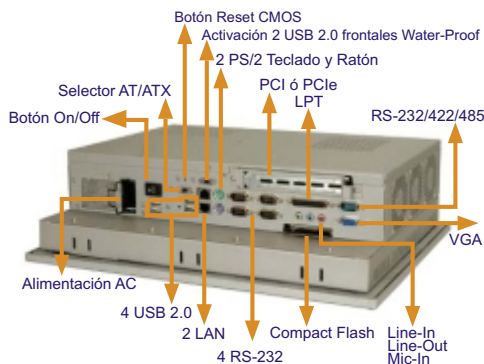 Botón Reset CMOS
Activación 2 USB 2.0 frontales Water-Proof
2 PS/2 Teclado y Ratón
Selector AT/ATX
PCI ó PCIe
LPT
Botón On/Off
RS-232/422/485
VGA
Alimentación AC
4 USB 2.0
2 LAN
4 RS-232
Compact Flash
Line-In
Line-Out
Mic-In